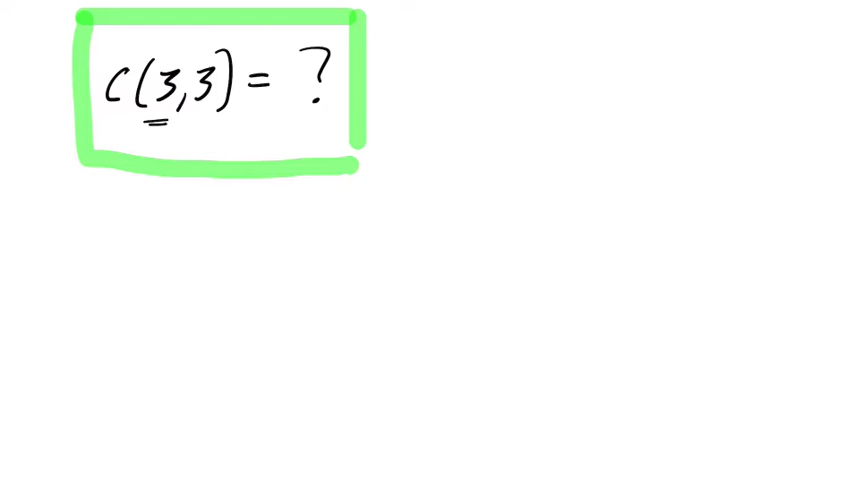 C(3,3) = ?